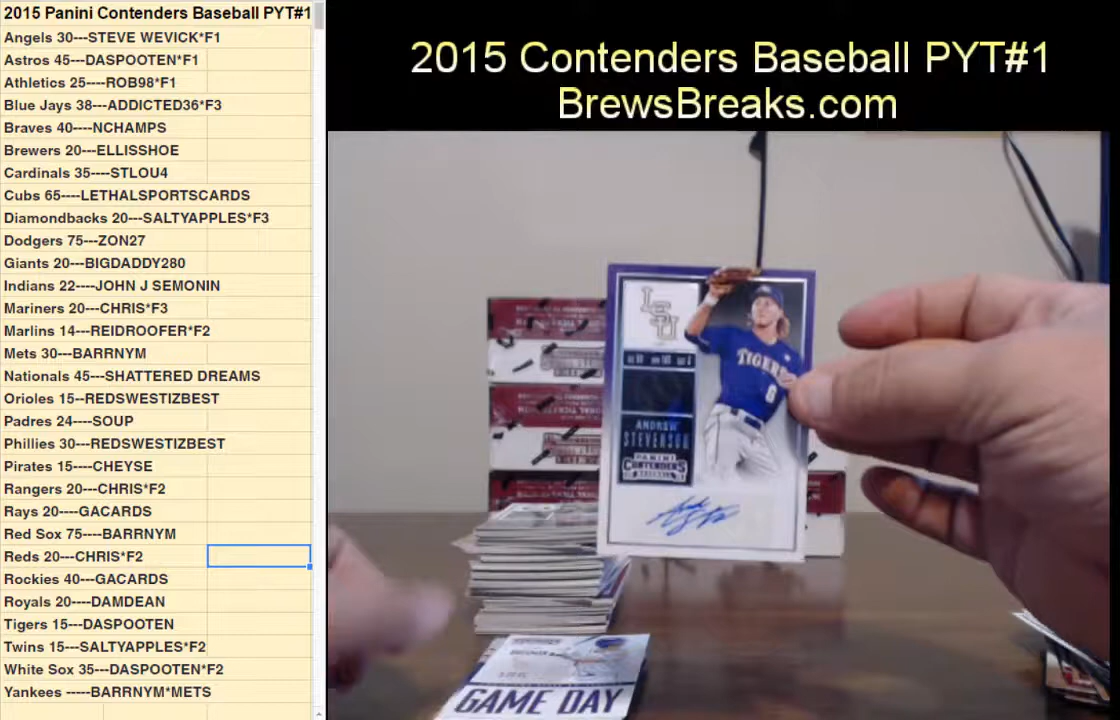 2015 Panini Contenders Baseball PYT#1
Angels 30---STEVE WEVICK*F1
Astros 45---DASPOOTEN*F1
Athletics 25----ROB98*F1
Blue Jays 38---ADDICTED36*F3
Braves 40----NCHAMPS
Brewers 20---ELLISSHOE
Cardinals 35----STLOU4
Cubs 65----LETHALSPORTSCARDS
Diamondbacks 20---SALTYAPPLES*F3
Dodgers 75---ZON27
Giants 20---BIGDADDY280
Indians 22----JOHN J SEMONIN
Mariners 20---CHRIS*F3
Marlins 14---REIDROOFER*F2
Mets 30---BARRNYM
Nationals 45---SHATTERED DREAMS
Orioles 15--REDSWESTIZBEST
Padres 24----SOUP
Phillies 30---REDSWESTIZBEST
Pirates 15----CHEYSE
Rangers 20---CHRIS*F2
Rays 20----GACARDS
Red Sox 75----BARRNYM
Reds 20---CHRIS*F2
Rockies 40---GACARDS
Royals 20----DAMDEAN
Tigers 15---DASPOOTEN
Twins 15----SALTYAPPLES*F2
White Sox 35---DASPOOTEN*F2
Yankees -----BARRNYM*METS
2015 Contenders Baseball PYT#1
BrewsBreaks.com
LSU
TIGERS
8
ANDREW
STEVENSON
PANINI
CONTENDERS
BASEBALL
GAME DAY